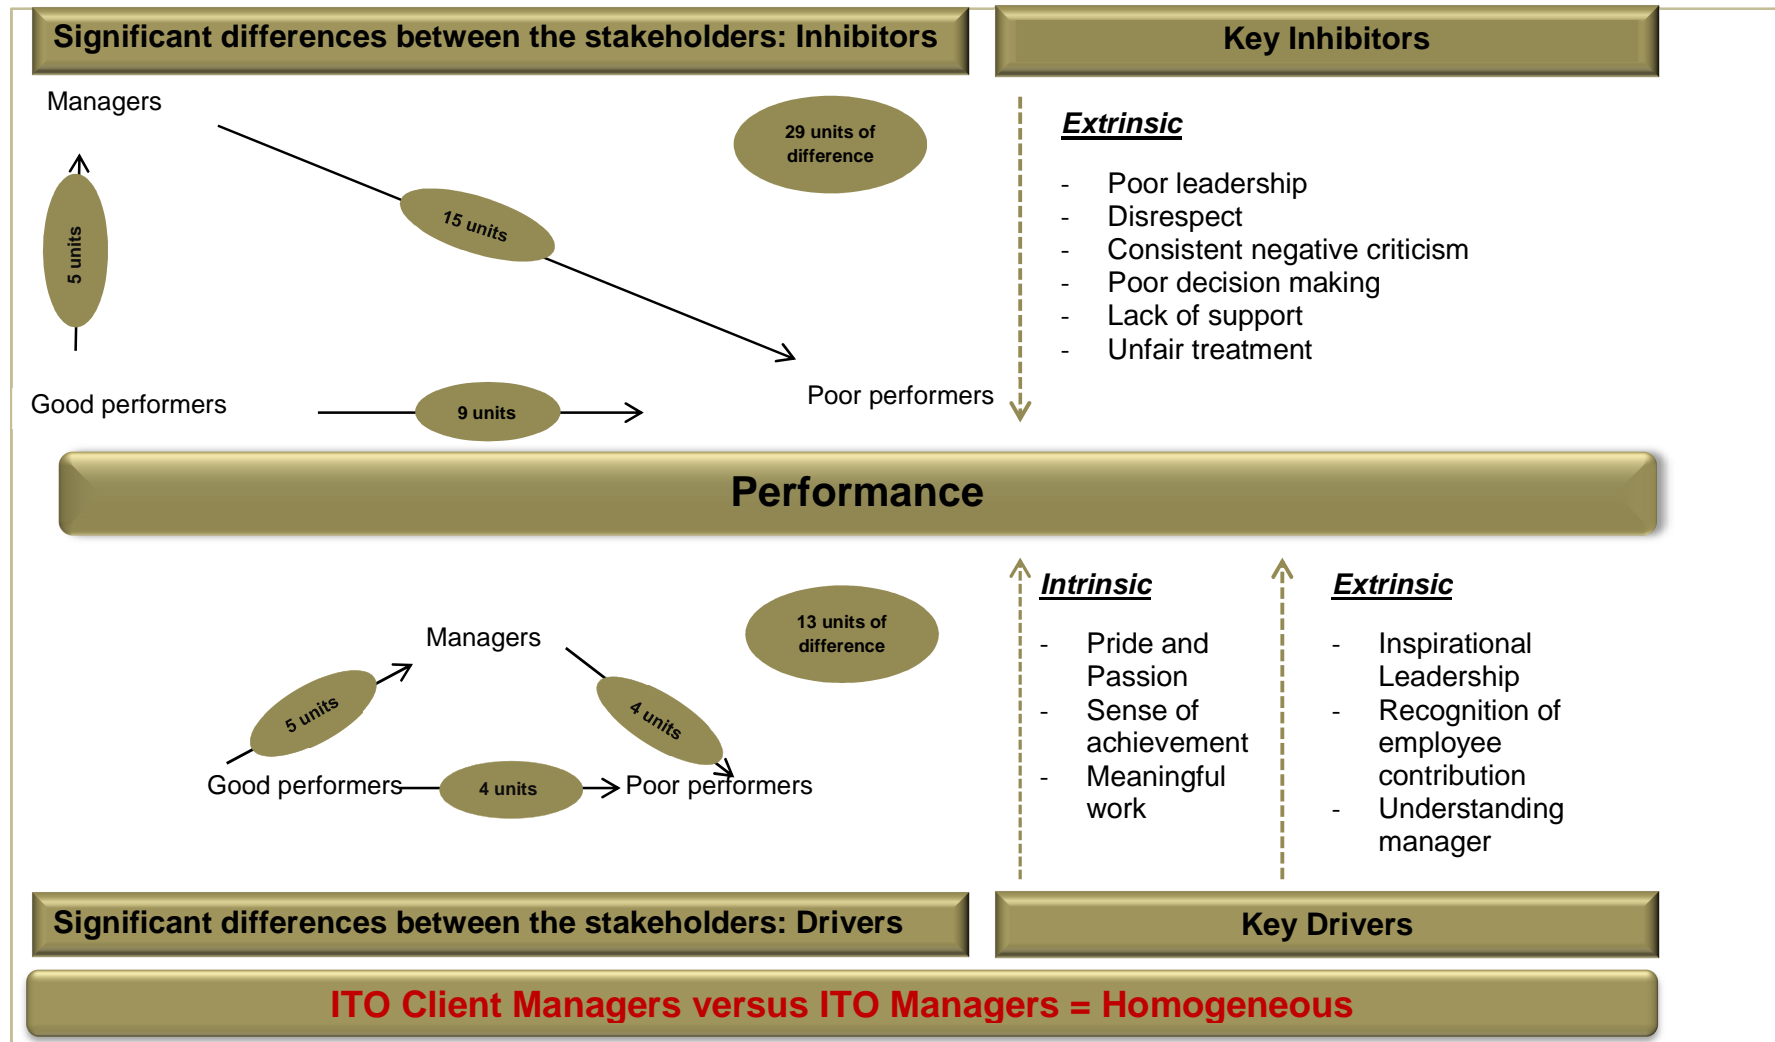 Significant differences between the stakeholders: Inhibitors
Key Inhibitors
Managers
29 units of
difference
5 units
15 units
Good performers
9 units
Poor performers
Extrinsic
- Poor leadership
- Disrespect
- Consistent negative criticism
- Poor decision making
- Lack of support
- Unfair treatment
Performance
Managers
13 units of
difference
5 units
4 units
Good performers
4 units
Poor performers
Intrinsic
- Pride and
Passion
- Sense of
achievement
- Meaningful
work
Extrinsic
- Inspirational
Leadership
- Recognition of
employee
contribution
- Understanding
manager
Significant differences between the stakeholders: Drivers
Key Drivers
ITO Client Managers versus ITO Managers = Homogeneous